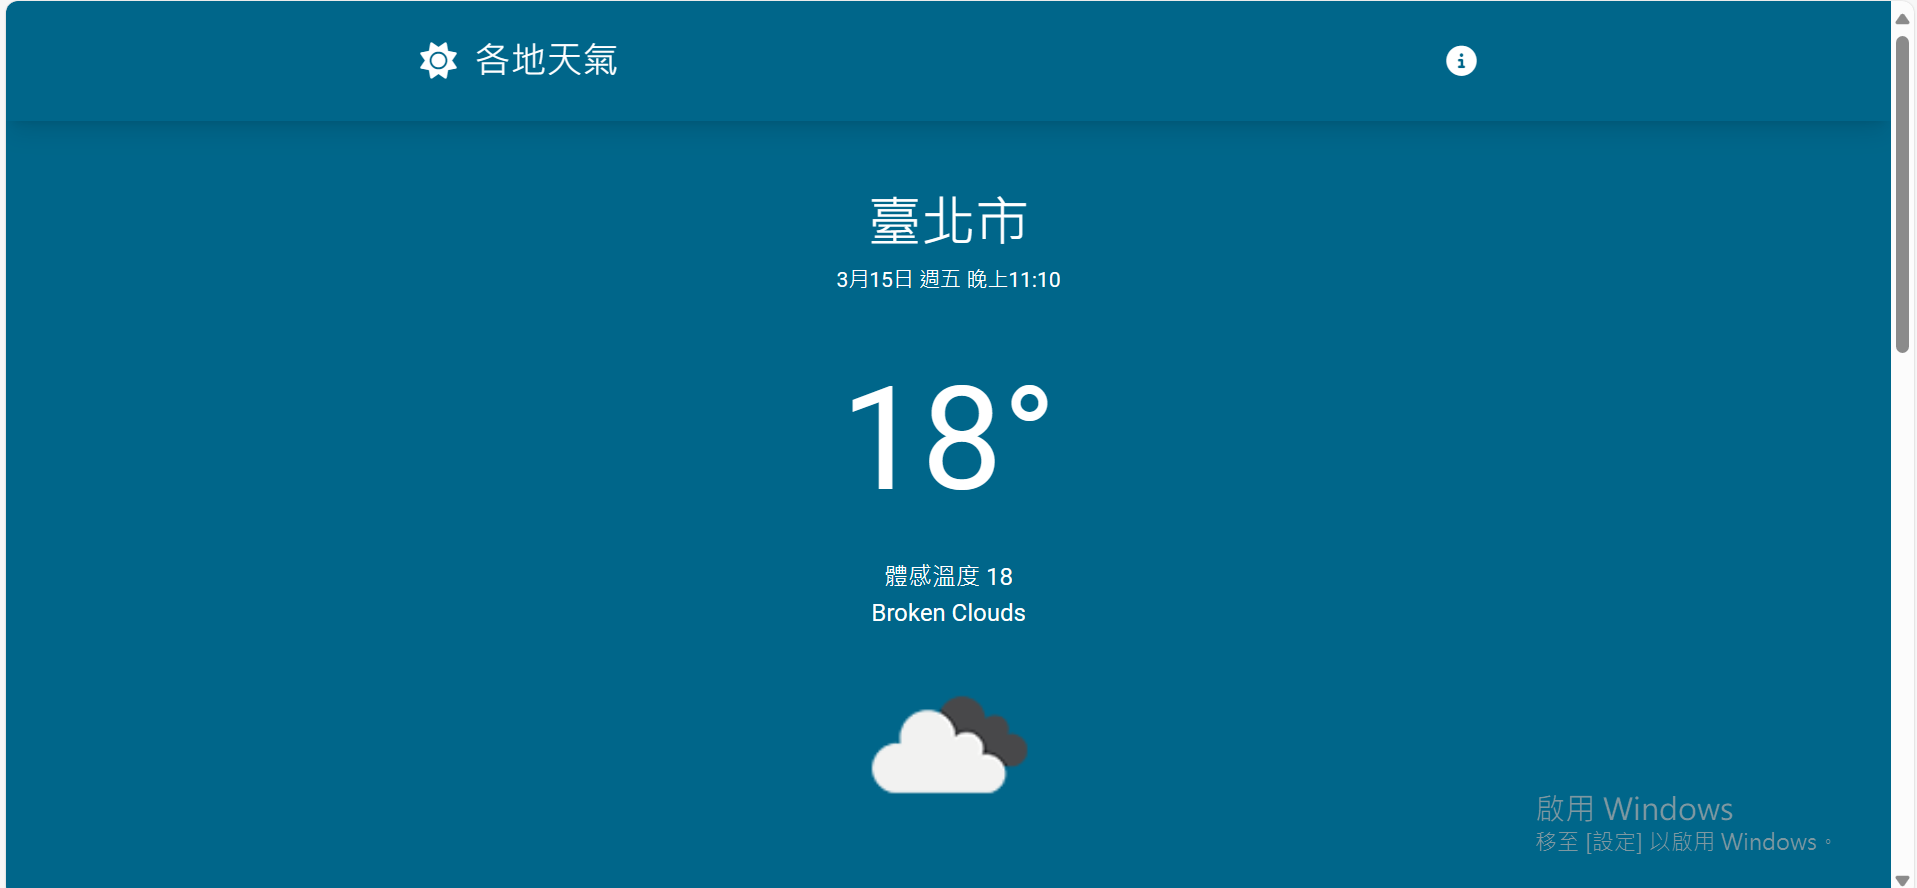 各地天氣
臺北市
3月15日 週五 晚上11:10
18°
體感溫度 18
Broken Clouds
啟用 Windows
移至 [設定] 以啟用 Windows。